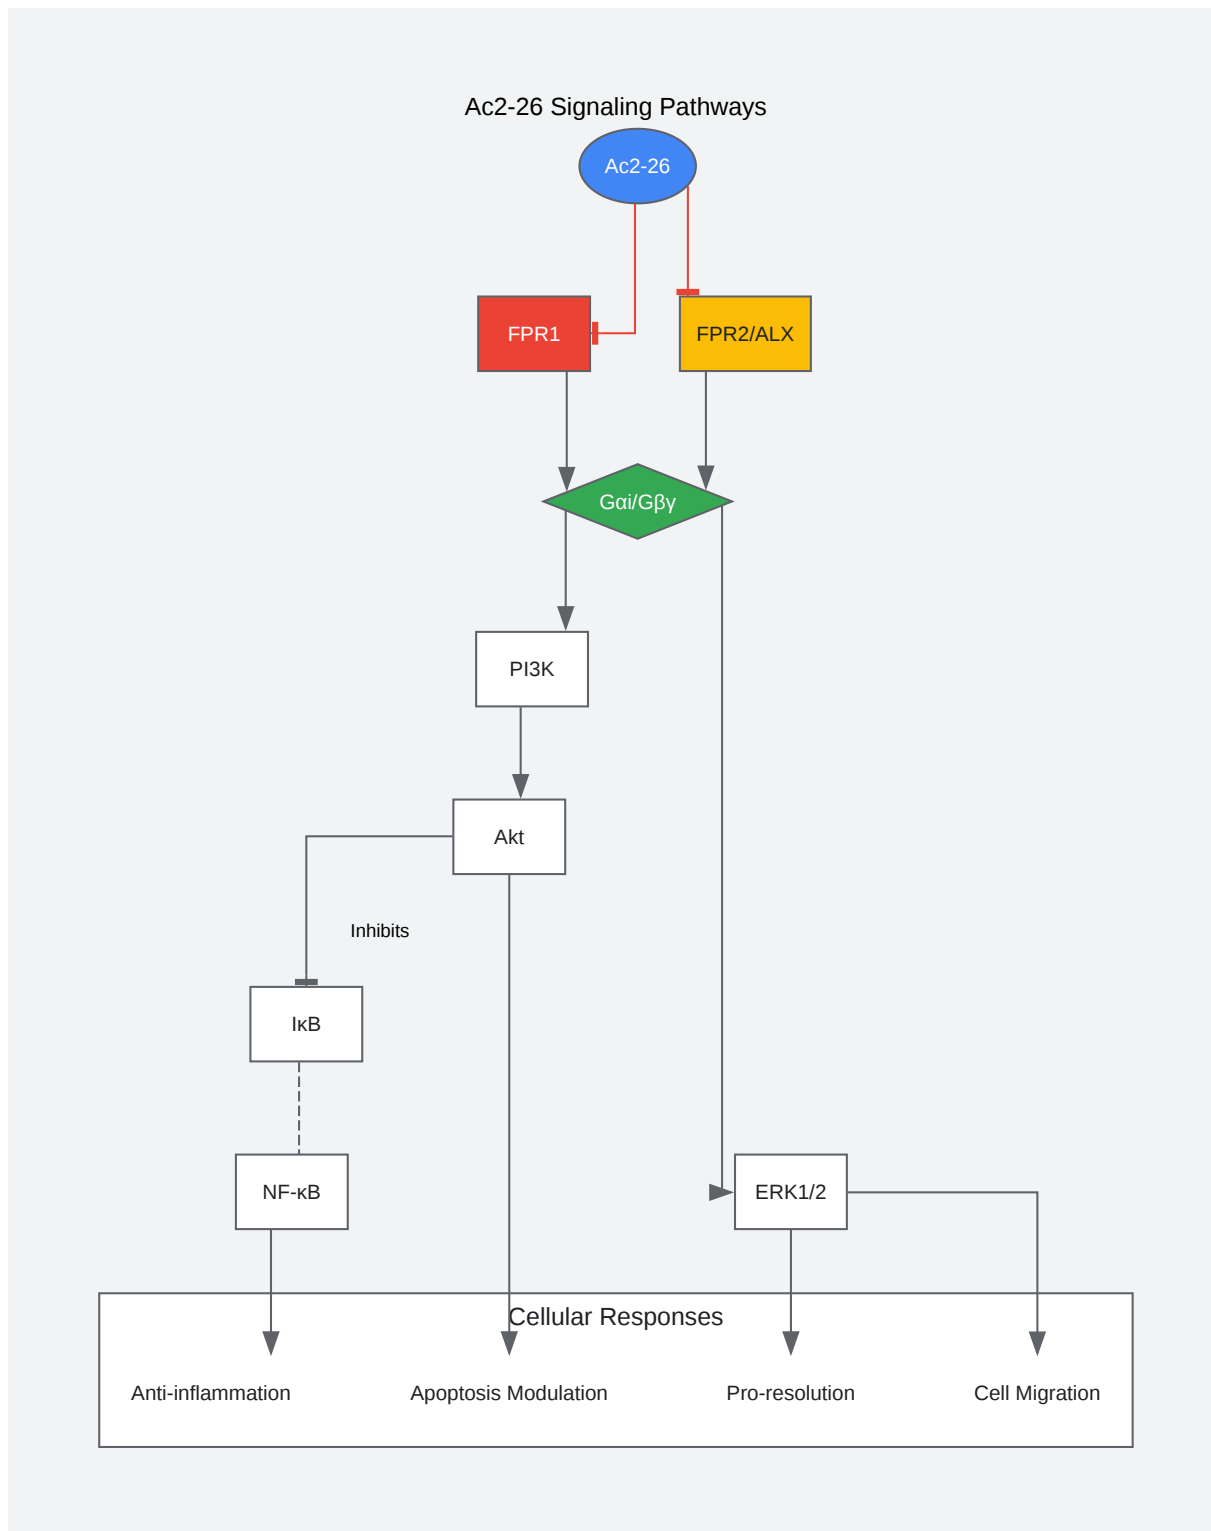 Ac2-26 Signaling Pathways
Ac2-26
FPR1
FPR2/ALX
Gαi/Gβγ
PI3K
Akt
Inhibits
IκB
NF-κB
ERK1/2
Cellular Responses
Anti-inflammation
Apoptosis Modulation
Pro-resolution
Cell Migration